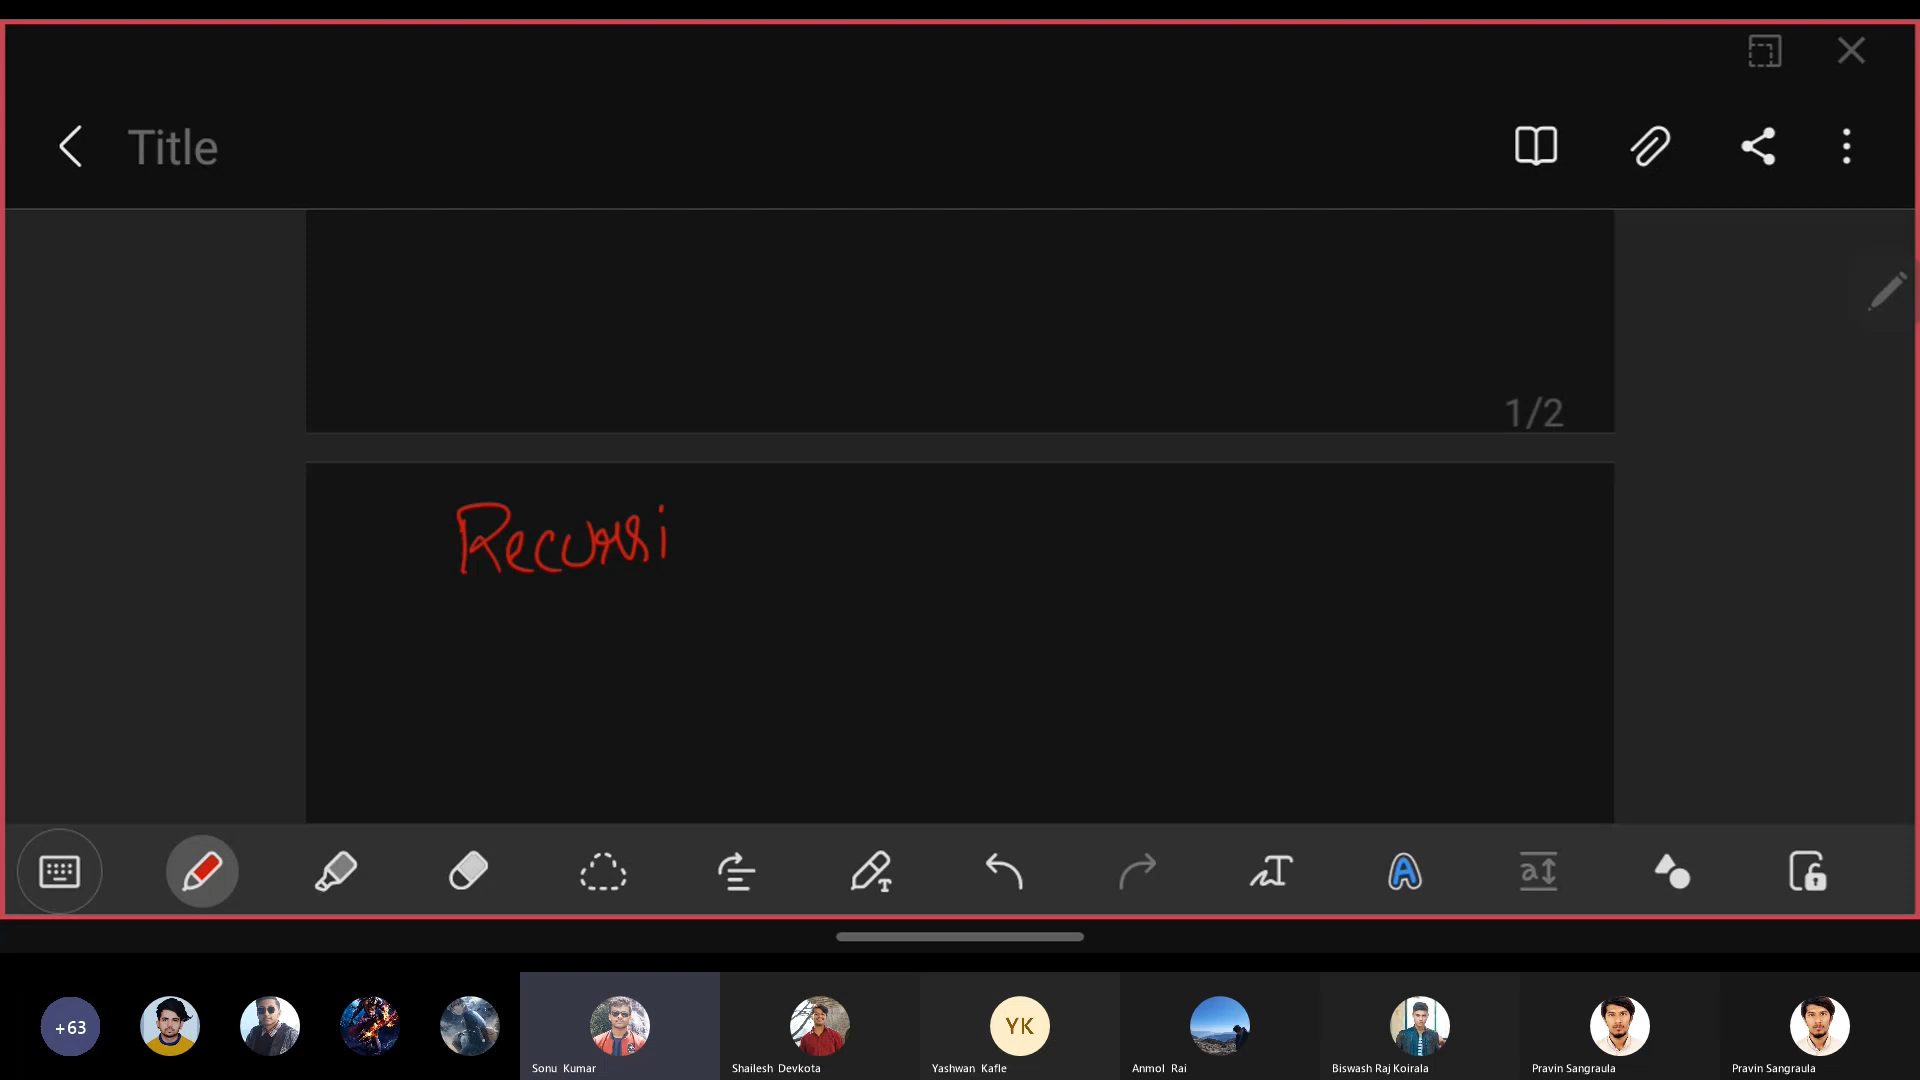 Title
1/2
Recursi
+63
YK
Sonu Kumar
Shailesh Devkota
Yashwan Kafle
Anmol Rai
Biswash Raj Koirala
Pravin Sangraula
Pravin Sangraula